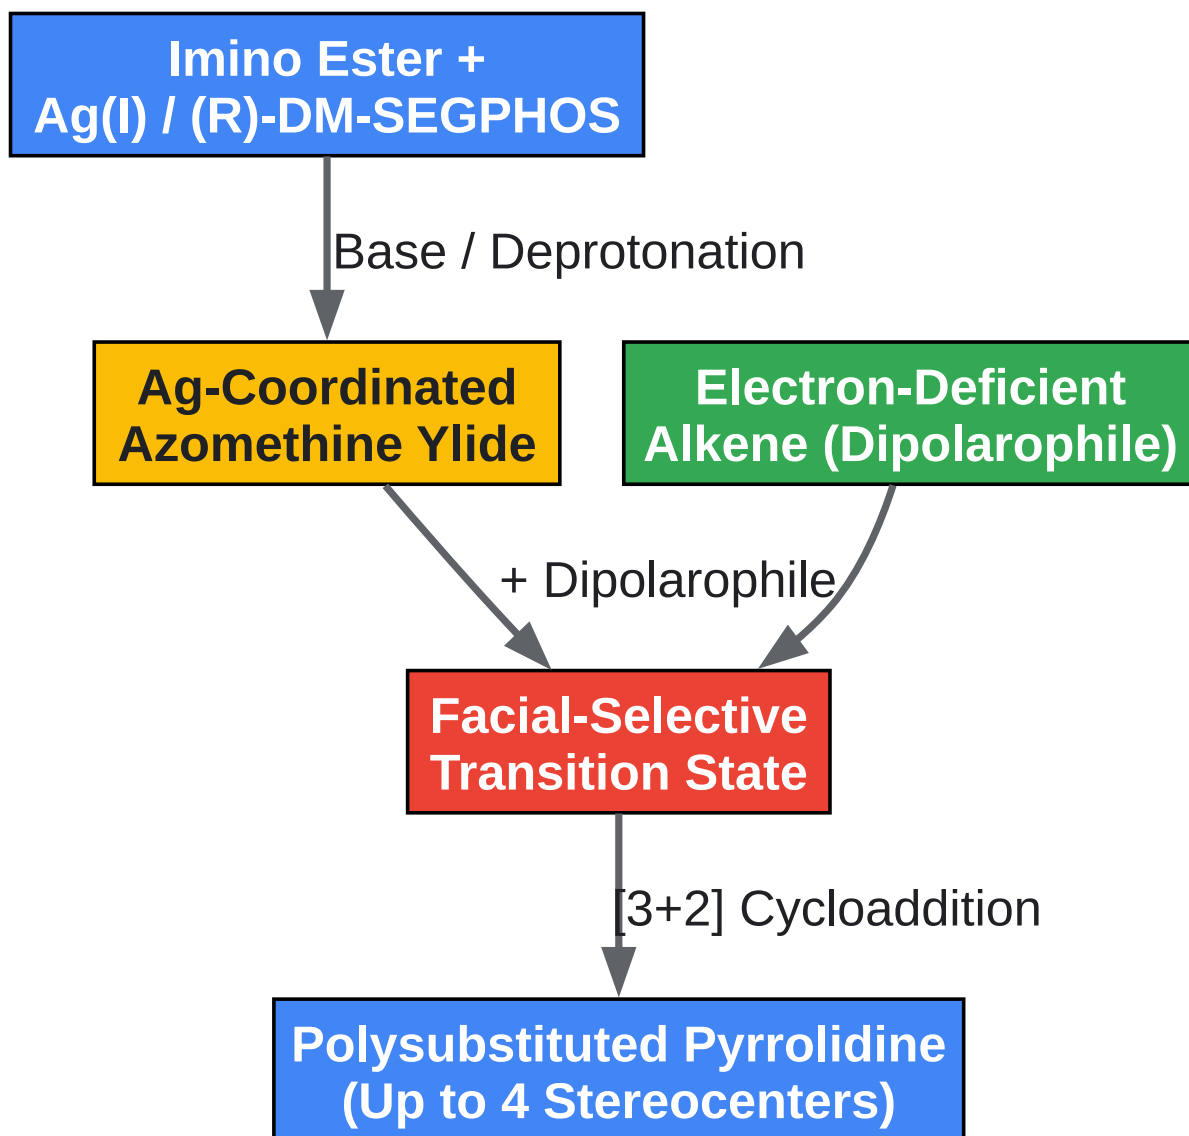 Imino Ester +
Ag(I) / (R)-DM-SEGPHOS
Base / Deprotonation
Ag-Coordinated
Azomethine Ylide
Electron-Deficient
Alkene (Dipolarophile)
+ Dipolarophile
Facial-Selective
Transition State
[3+2] Cycloaddition
Polysubstituted Pyrrolidine
(Up to 4 Stereocenters)